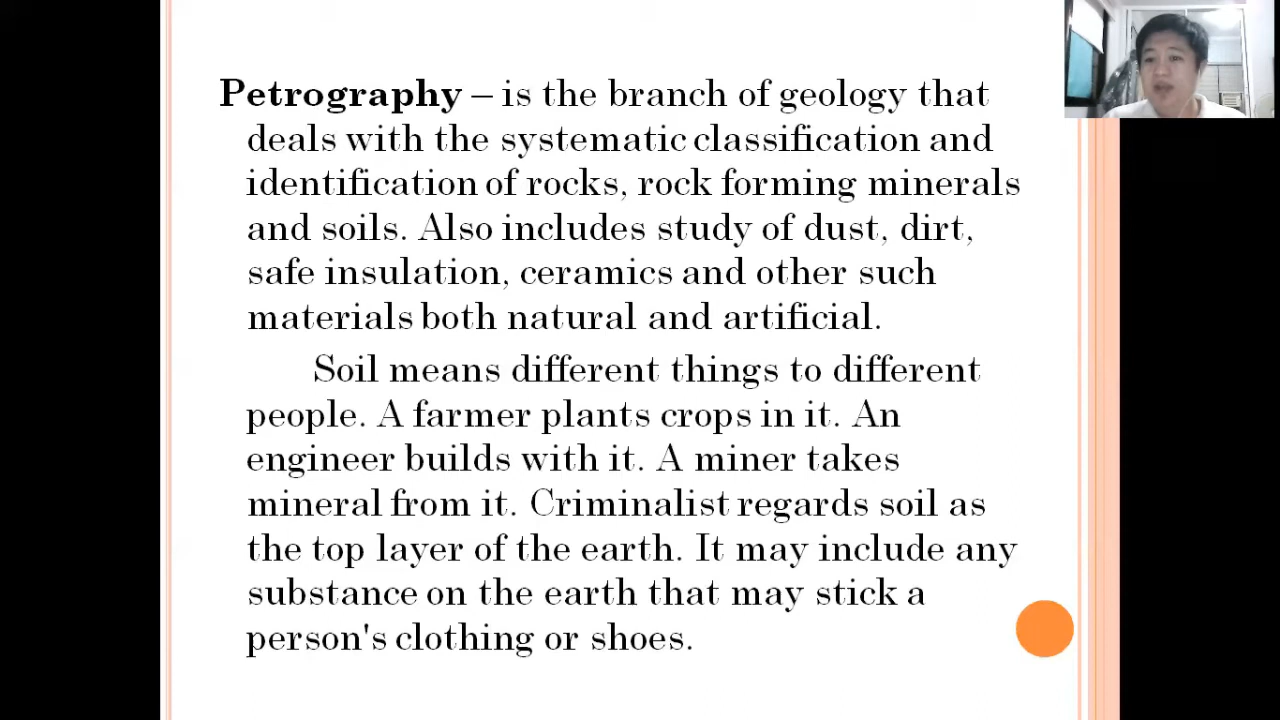 Petrography – is the branch of geology that
deals with the systematic classification and
identification of rocks, rock forming minerals
and soils. Also includes study of dust, dirt,
safe insulation, ceramics and other such
materials both natural and artificial.
Soil means different things to different
people. A farmer plants crops in it. An
engineer builds with it. A miner takes
mineral from it. Criminalist regards soil as
the top layer of the earth. It may include any
substance on the earth that may stick a
person's clothing or shoes.